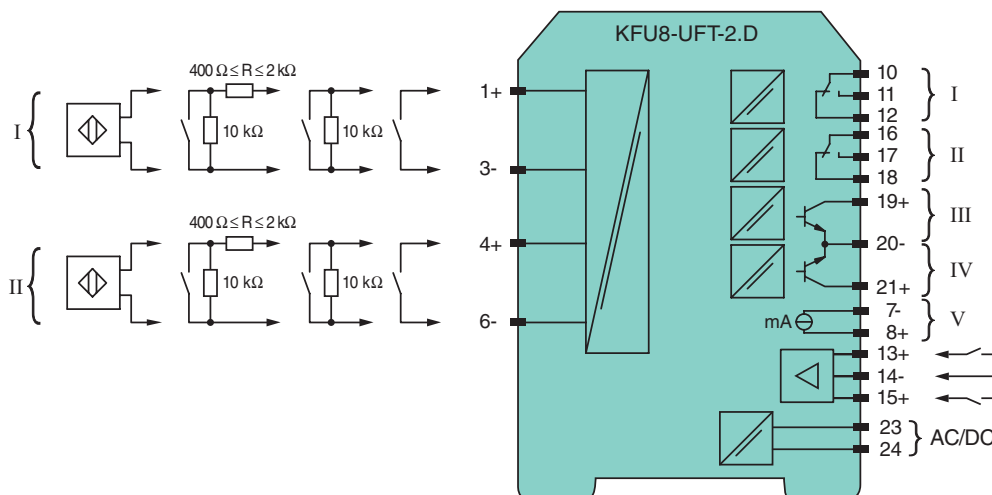 KFU8-UFT-2.D
400 Ω ≤ R ≤ 2 kΩ
I
10 kΩ
10 kΩ
1+
3-
400 Ω ≤ R ≤ 2 kΩ
II
10 kΩ
10 kΩ
4+
6-
10
11
12
I
16
17
18
II
19+
III
20-
IV
21+
mA
7-
8+
V
13+
14-
15+
23
24
AC/DC